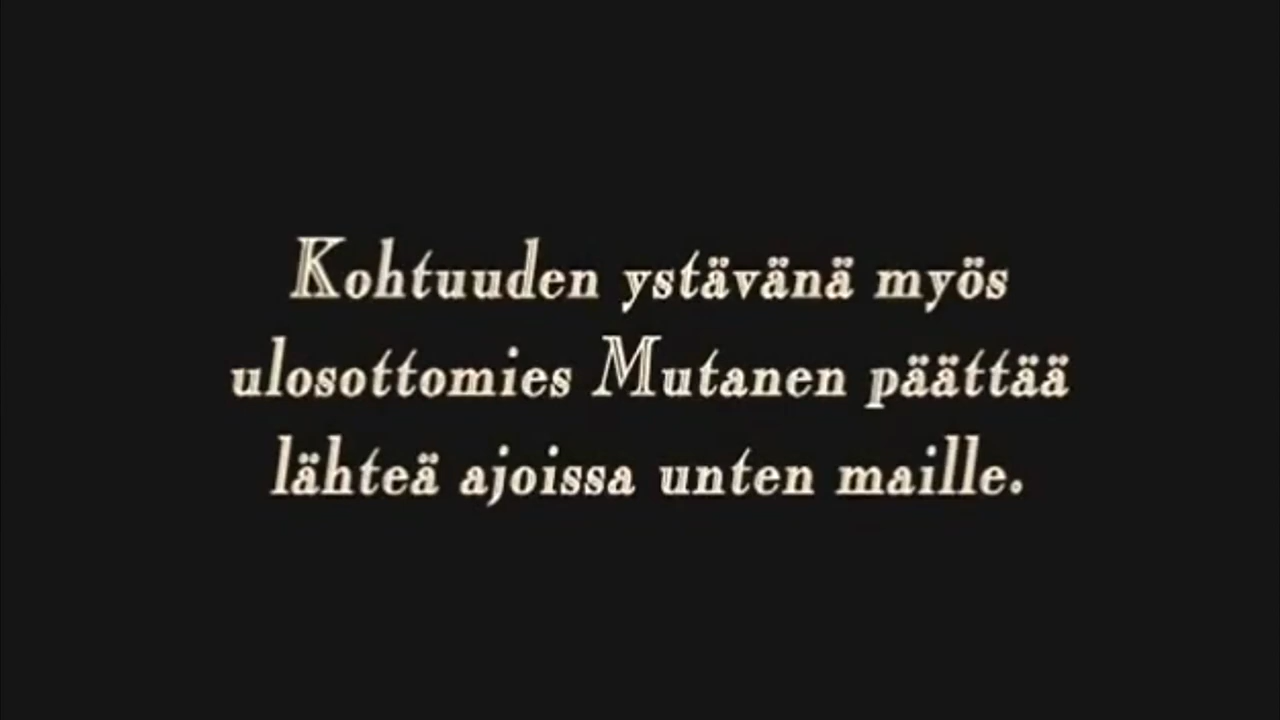 Kohtuuden ystävänä myös
ulosottomies Mutanen päättää
lähteä ajoissa unten maille.